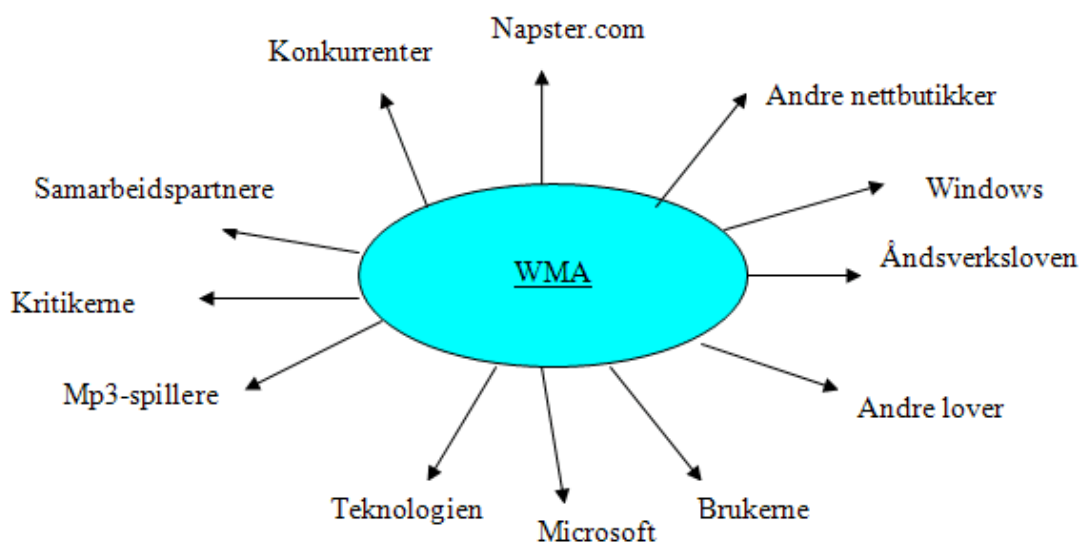 Napster.com
Konkurrenter
Andre nettbutikker
Samarbeidspartnere
Windows
Åndsverksloven
WMA
Kritikerne
Mp3-spillere
Andre lover
Teknologien
Microsoft
Brukerne